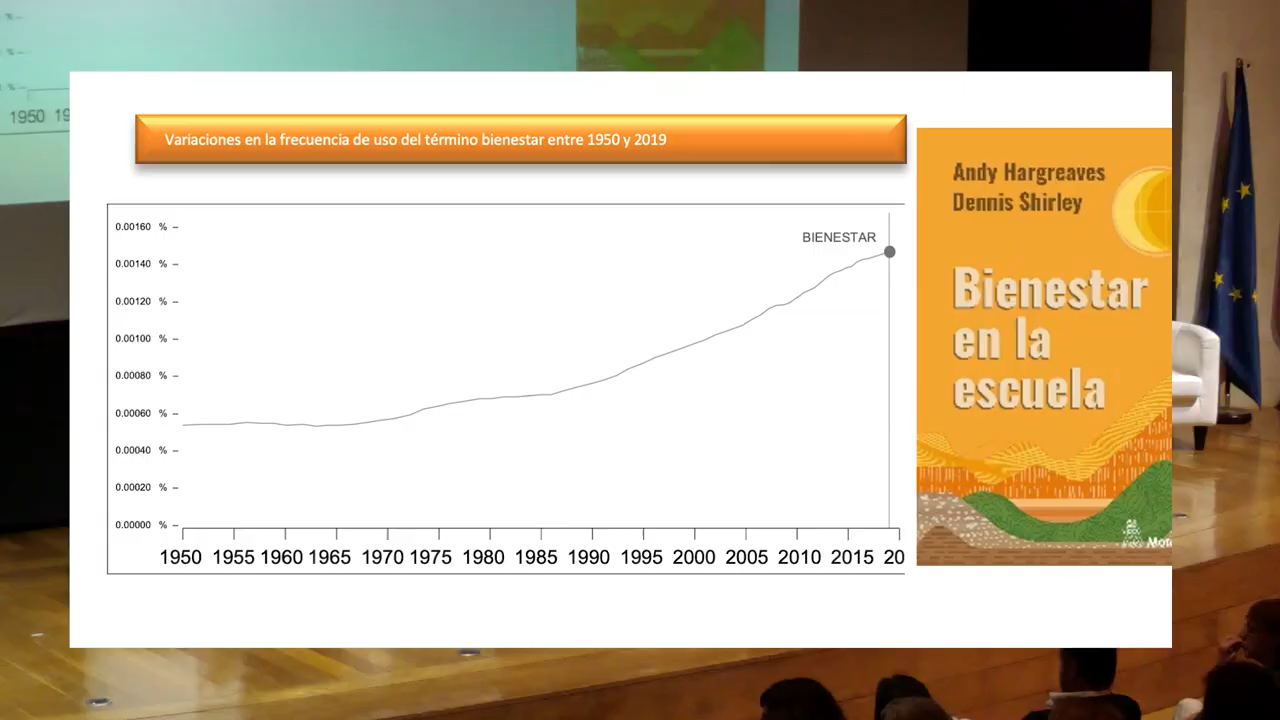 1950 19
Variaciones en la frecuencia de uso del término bienestar entre 1950 y 2019
0.00160 %
0.00140 %
0.00120 %
0.00100 %
0.00080 %
0.00060 %
0.00040 %
0.00020 %
0.00000 %
BIENESTAR
1950 1955 1960 1965 1970 1975 1980 1985 1990 1995 2000 2005 2010 2015 20
Andy Hargreaves
Dennis Shirley
Bienestar
en la
escuela